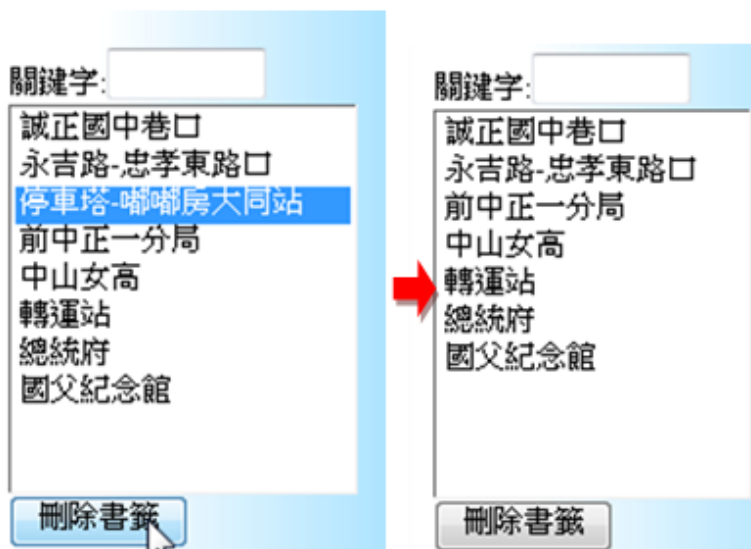 關鍵字:
誠正國中巷口
永吉路-忠孝東路口
停車塔-嘟嘟房大同站
前中正一分局
中山女高
轉運站
總統府
國父紀念館
刪除書籤
關鍵字:
誠正國中巷口
永吉路-忠孝東路口
前中正一分局
中山女高
轉運站
總統府
國父紀念館
刪除書籤